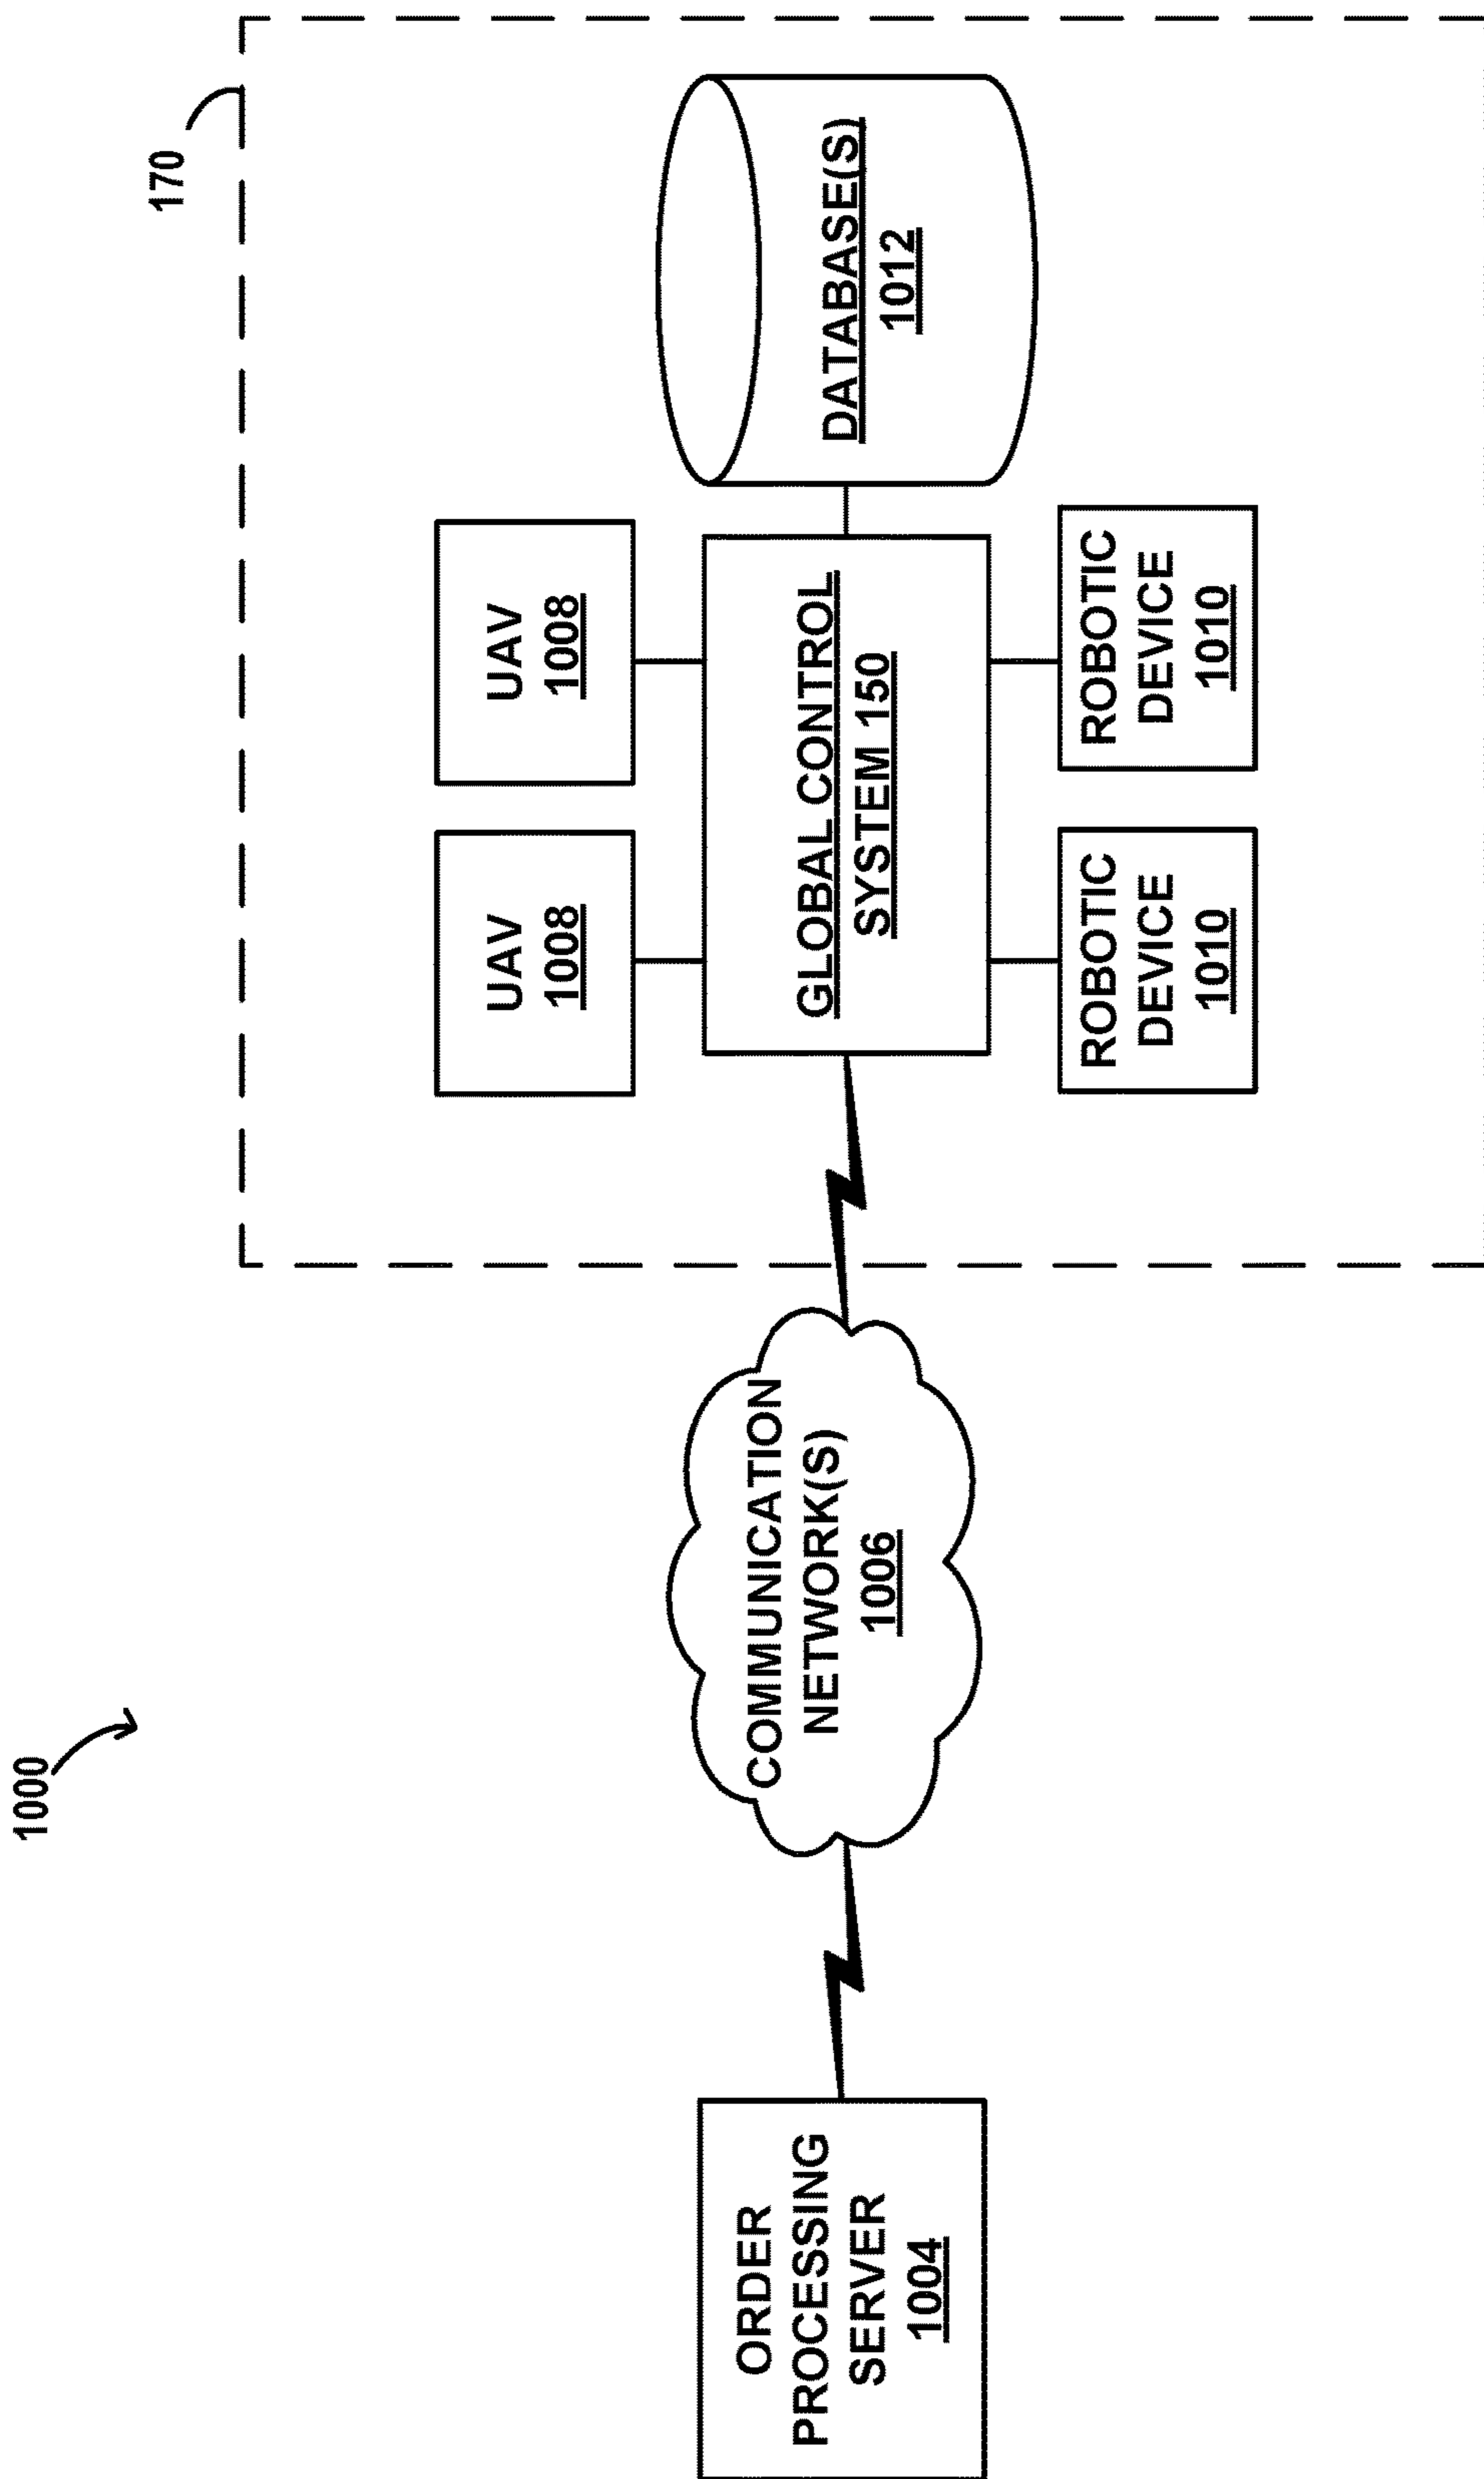 1000
170
ORDER
PROCESSING
SERVER
1004
COMMUNICATION
NETWORK(S)
1006
UAV
1008
UAV
1008
GLOBAL CONTROL
SYSTEM 150
ROBOTIC
DEVICE
1010
ROBOTIC
DEVICE
1010
DATABASE(S)
1012